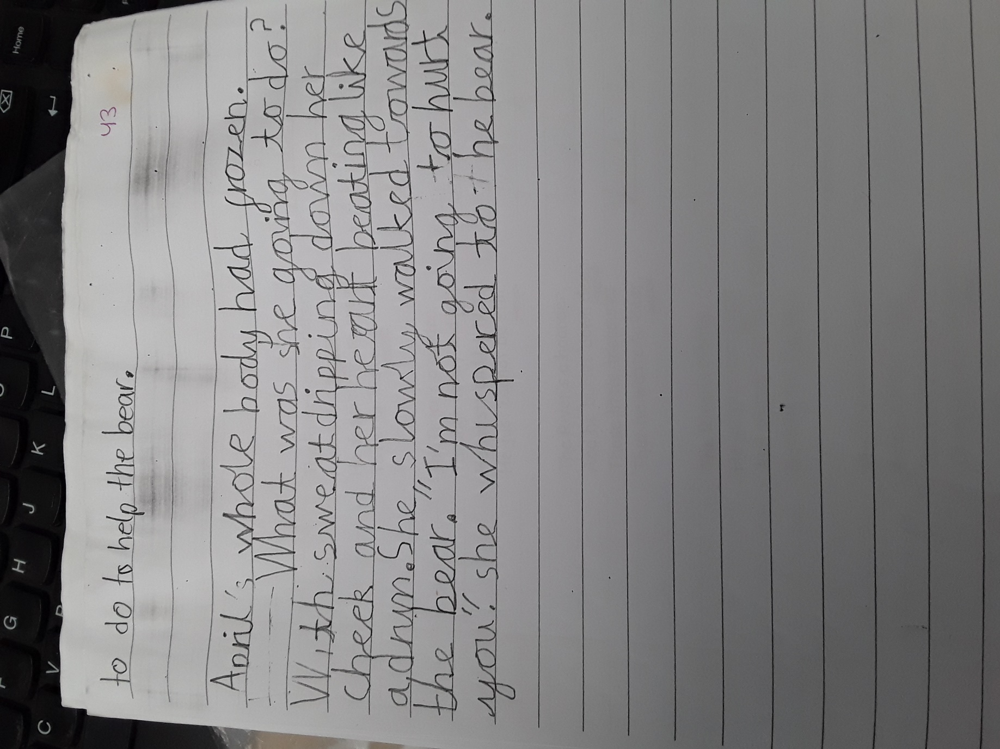 43
to do to help the bear.
April's whole body had frozen.
What was she going to do?
With sweat dripping down her
cheek and her heart beating like
a drum. She slowly walked towards
the bear. "I'm not going to hurt
you". she whispered to the bear.
Home
P
L
K
J
H
G
V
C